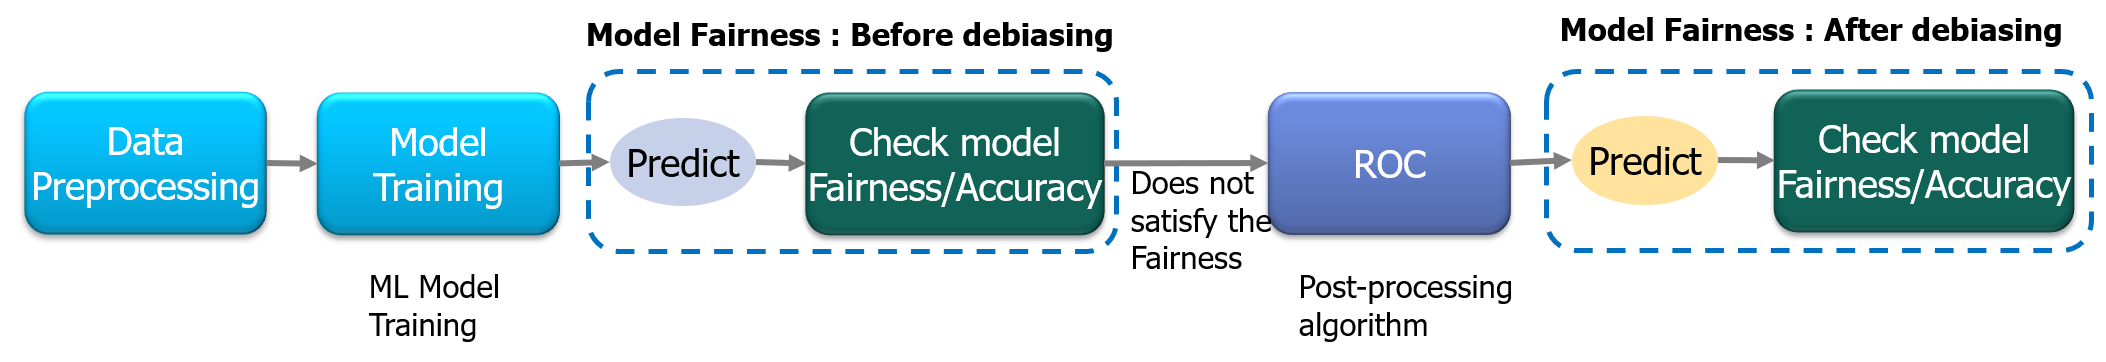 Model Fairness : Before debiasing
Model Fairness : After debiasing
Data
Preprocessing
Model
Training
Predict
Check model
Fairness/Accuracy
Does not
satisfy the
Fairness
ROC
Predict
Check model
Fairness/Accuracy
ML Model
Training
Post-processing
algorithm